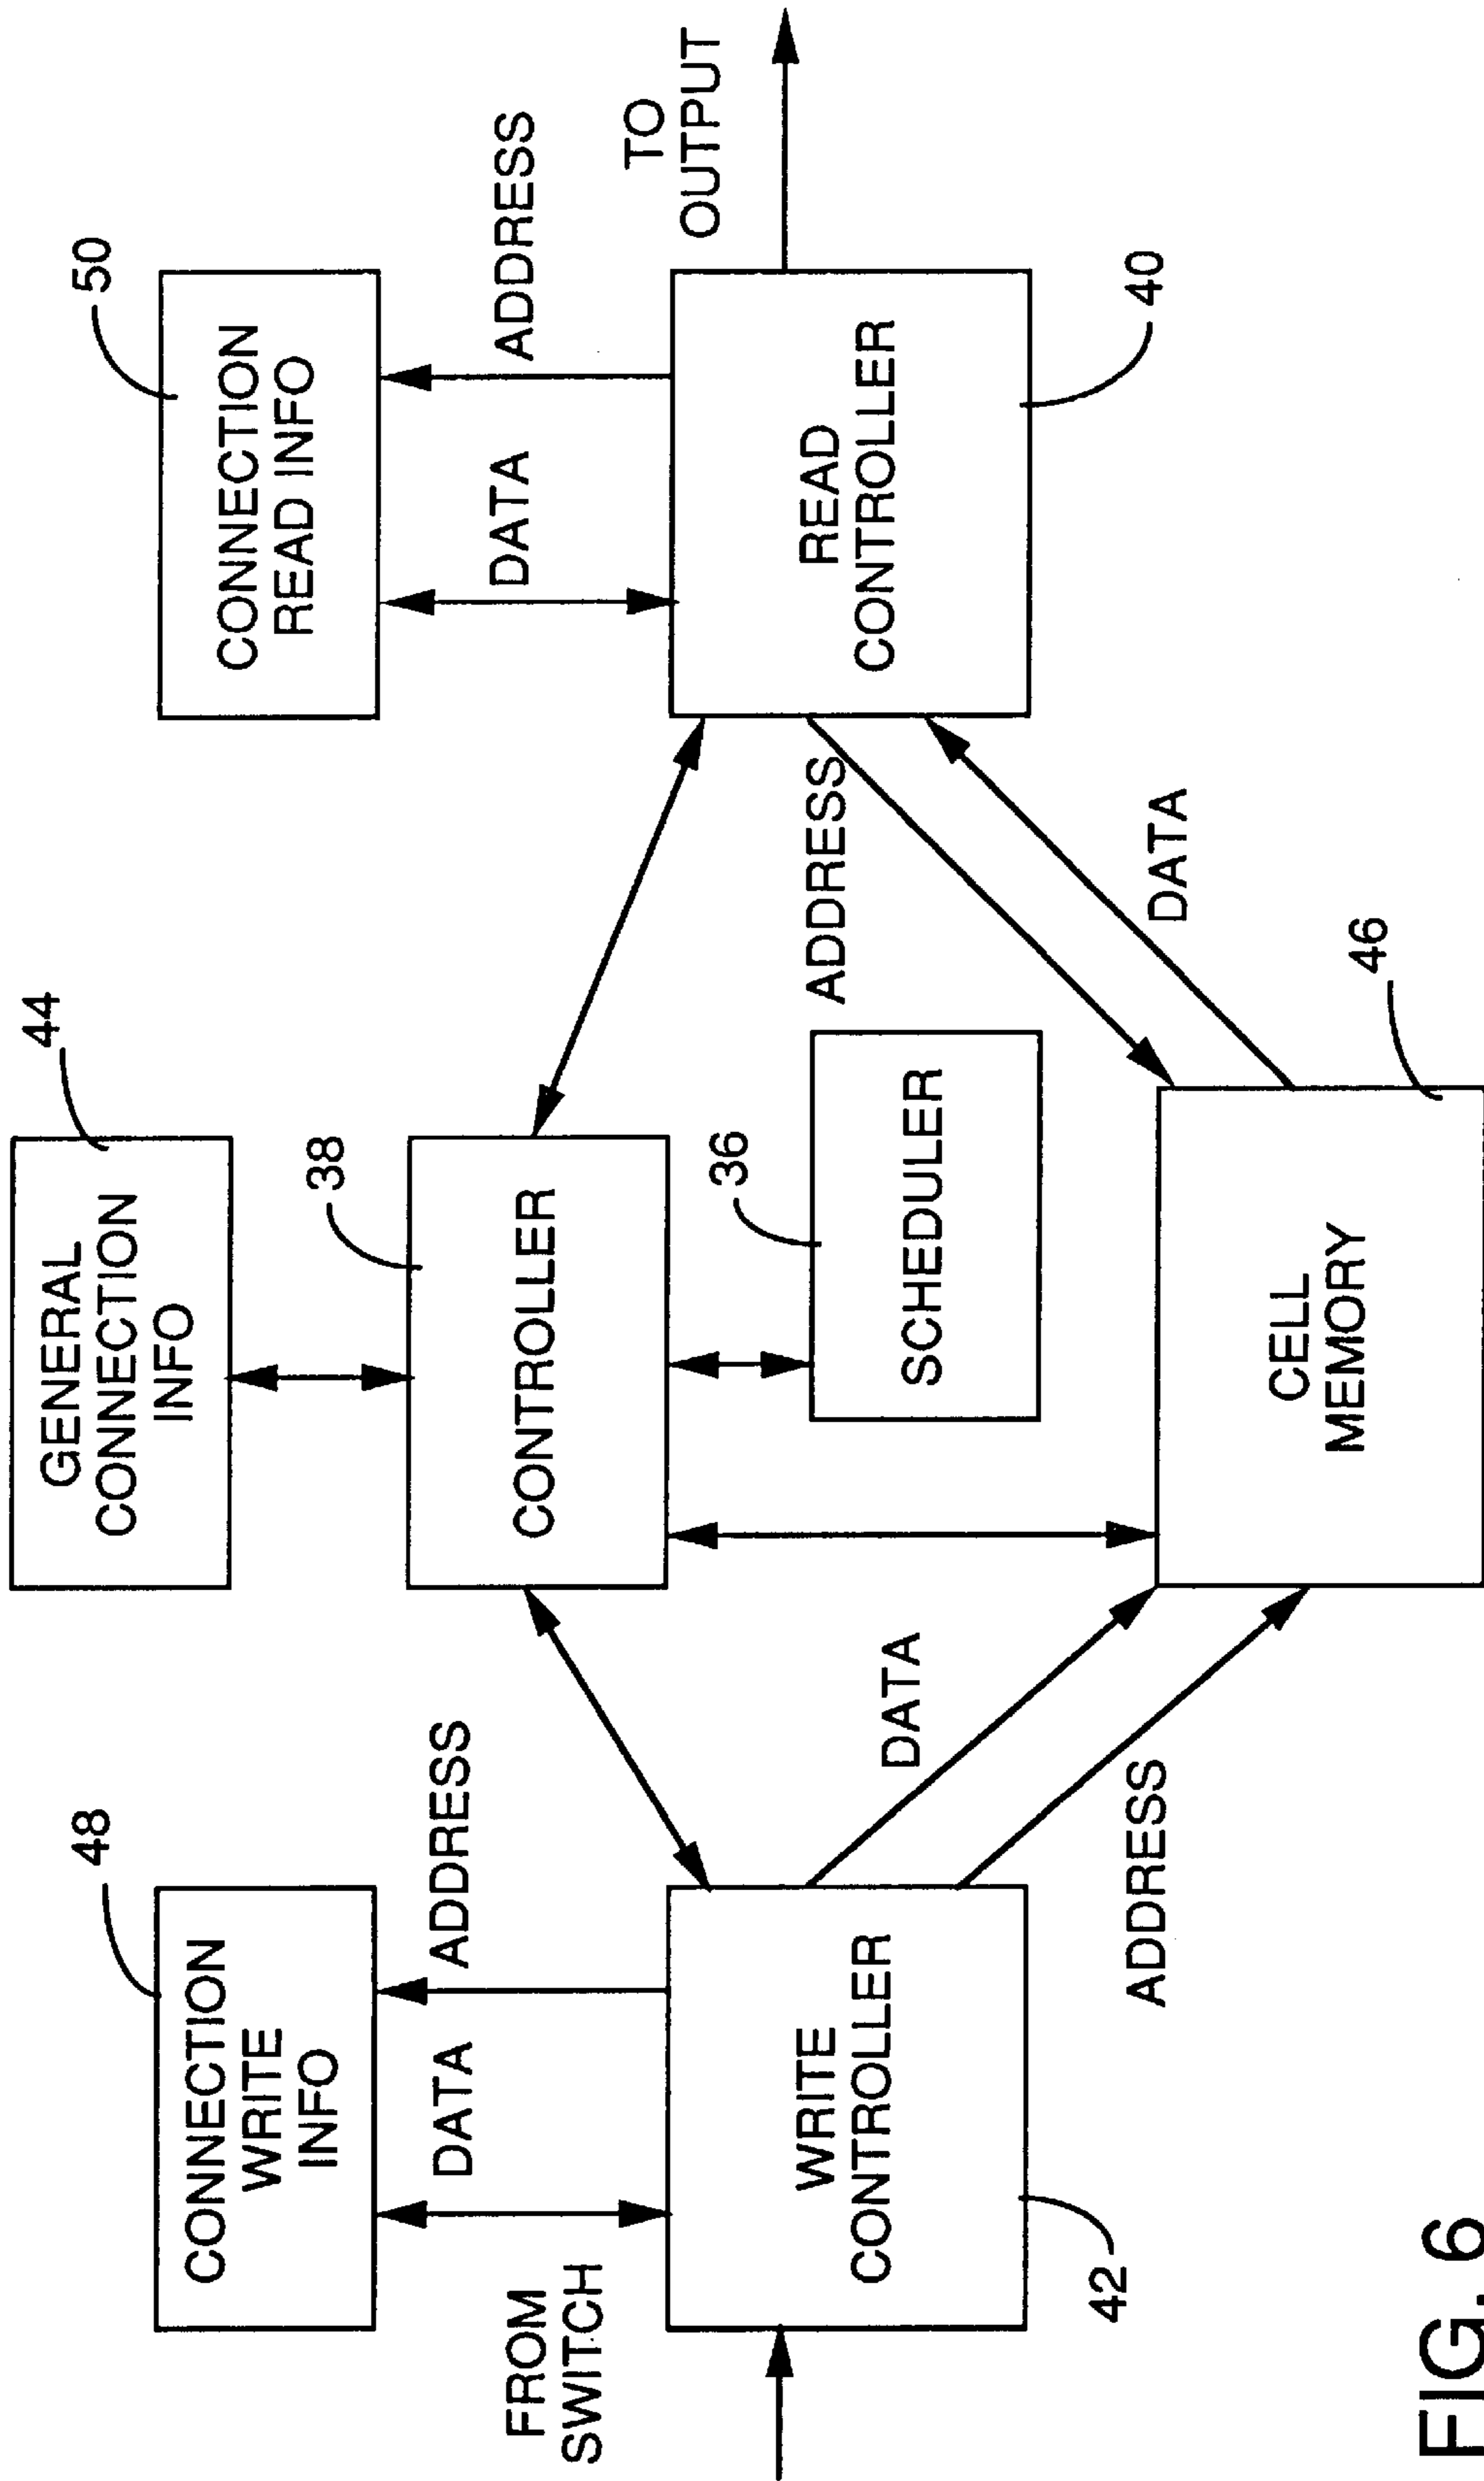 44
GENERAL
CONNECTION
INFO
48
CONNECTION
WRITE
INFO
50
CONNECTION
READ INFO
38
CONTROLLER
DATA
ADDRESS
DATA
ADDRESS
FROM
SWITCH
TO
OUTPUT
WRITE
CONTROLLER
42
36
SCHEDULER
READ
CONTROLLER
40
DATA
ADDRESS
ADDRESS
DATA
CELL
MEMORY
46
FIG. 6